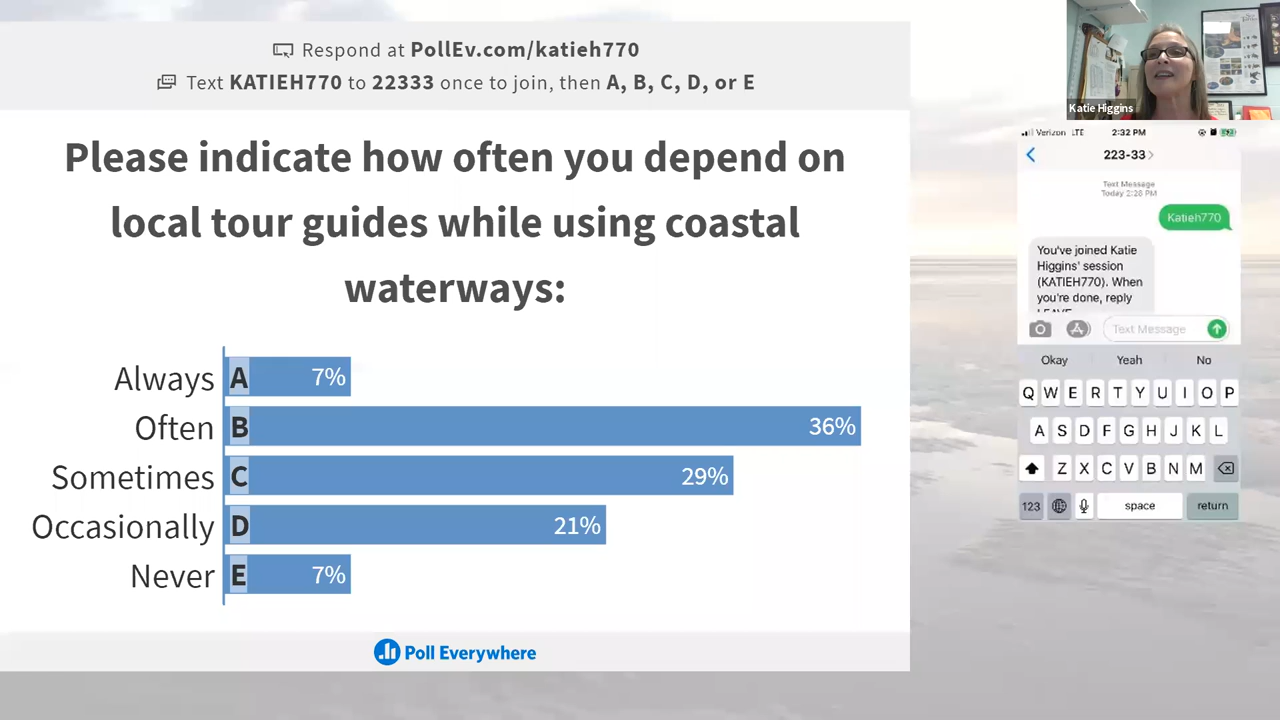 Respond at PollEv.com/katieh770
Text KATIEH770 to 22333 once to join, then A, B, C, D, or E
Please indicate how often you depend on
local tour guides while using coastal
waterways:
Always A 7%
Often B 36%
Sometimes C 29%
Occasionally D 21%
Never E 7%
Poll Everywhere
Katie Higgins
Verizon LTE 2:32 PM
223-33
Text Message
Today 2:26 PM
Katieh770
You've joined Katie
Higgins' session
(KATIEH770). When
you're done, reply
LEAVE
Text Message
Okay Yeah No
Q W E R T Y U I O P
A S D F G H J K L
Z X C V B N M
123 space return